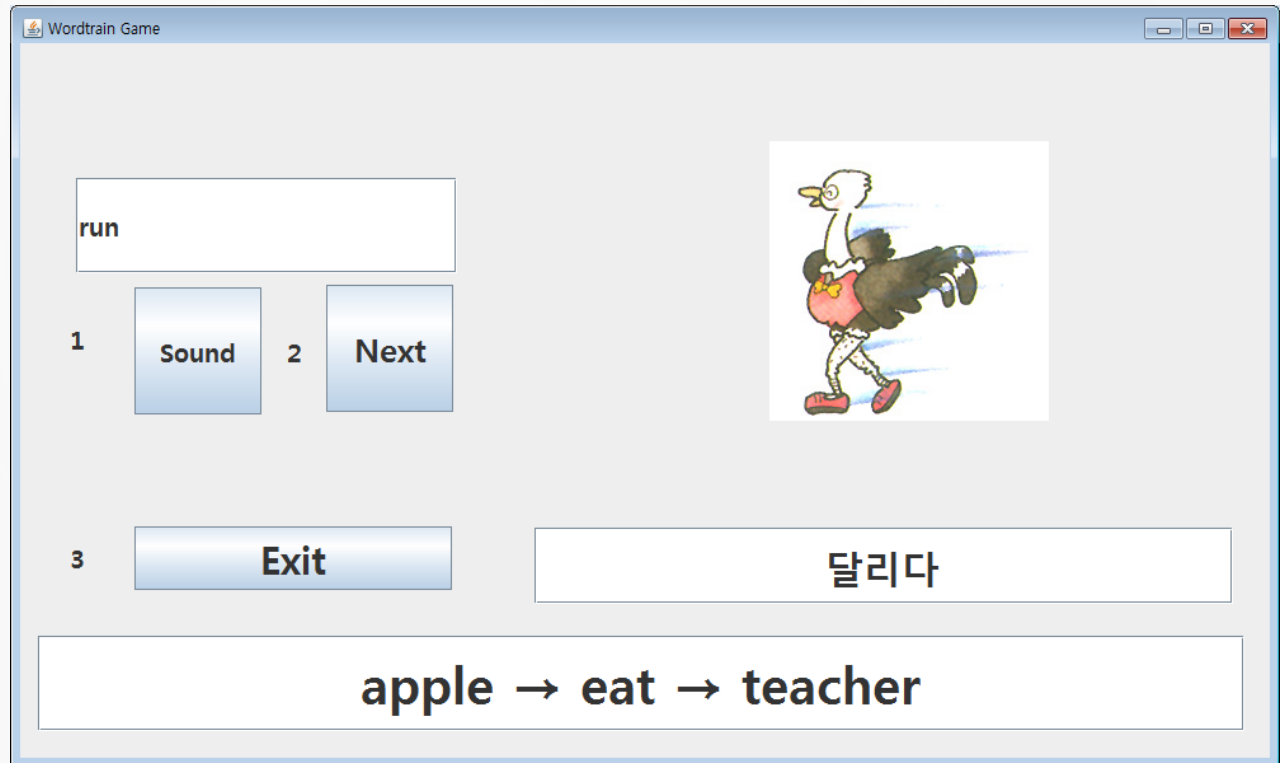 Wordtrain Game
run
1 Sound 2 Next
3 Exit
달리다
apple → eat → teacher